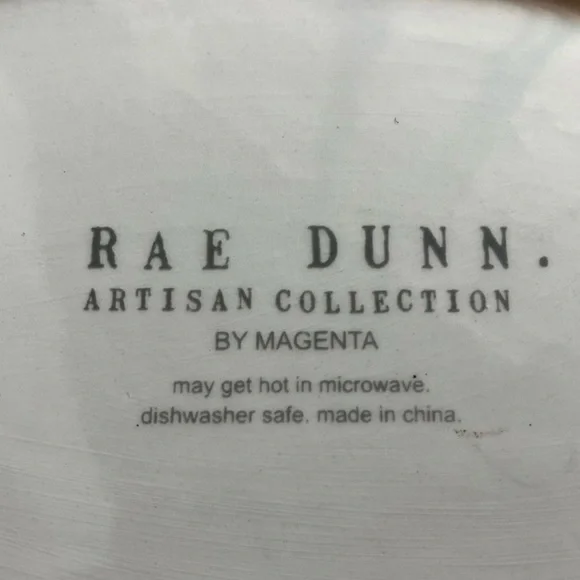 RAE DUNN.
ARTISAN COLLECTION
BY MAGENTA
may get hot in microwave.
dishwasher safe. made in china.